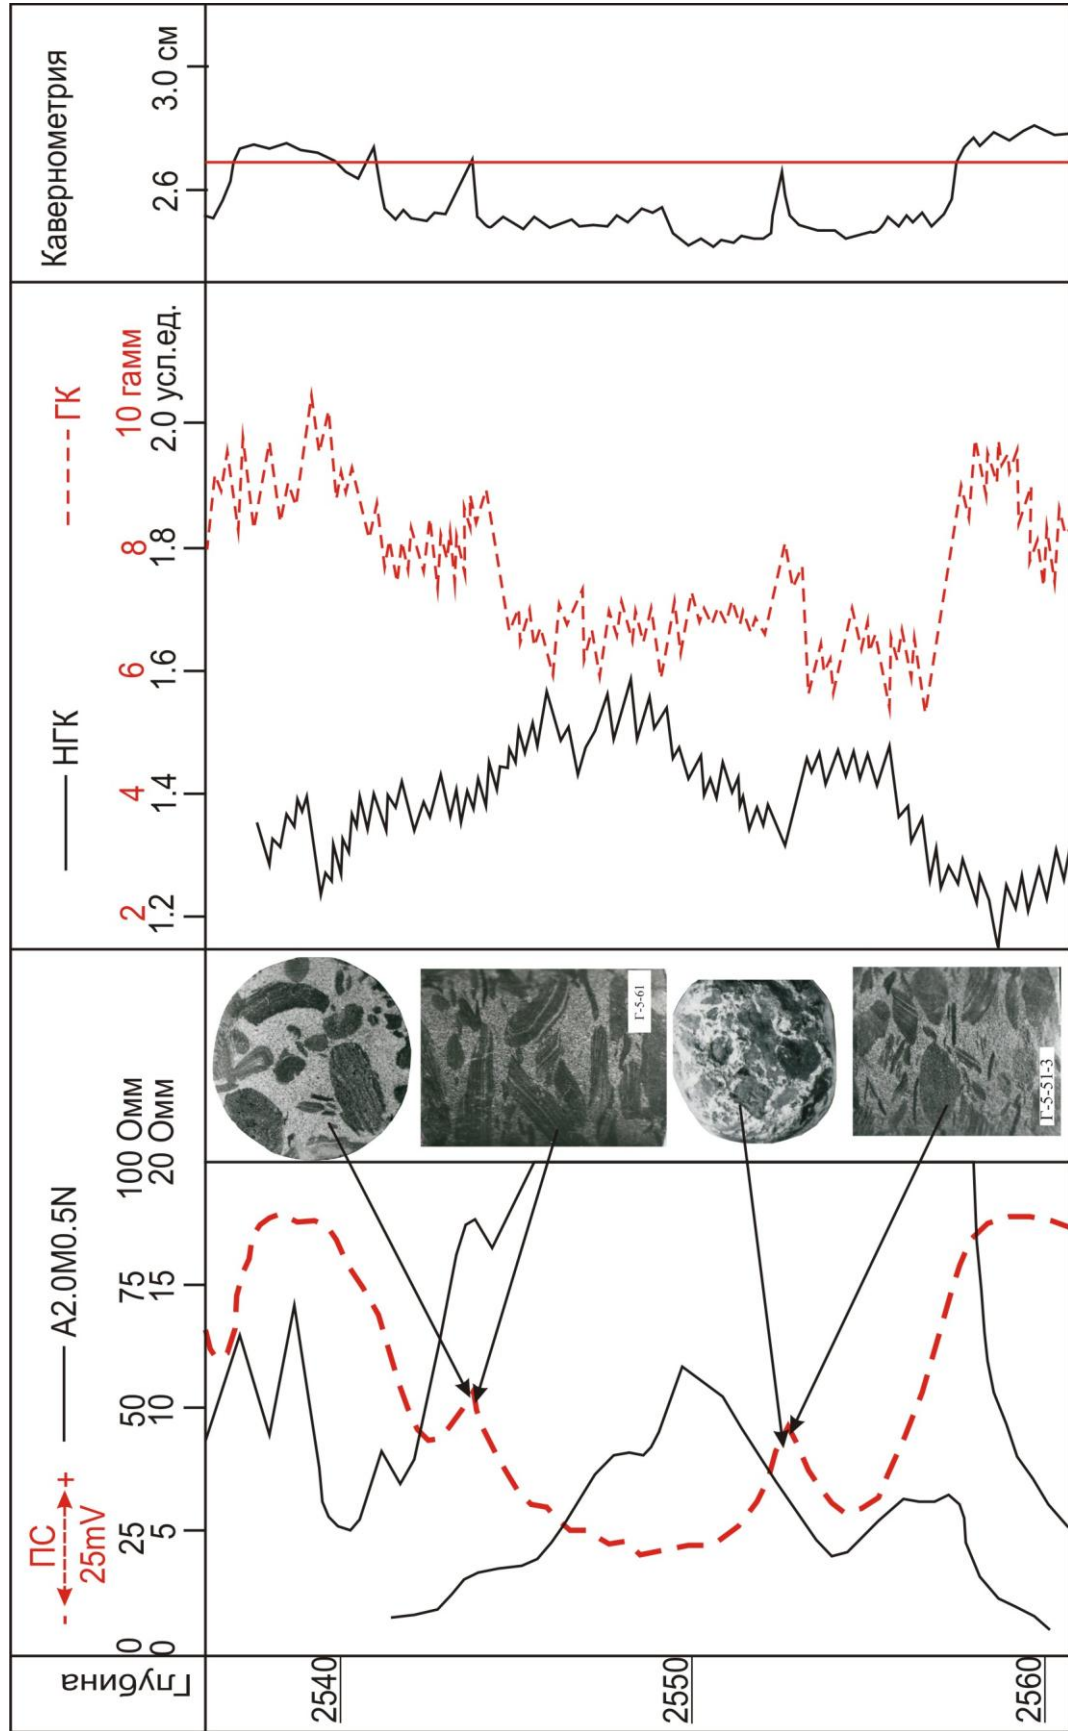 Глубина
ПС
- +
25mV
A2.0M0.5N
0 25 50 75 100 Омм
0 5 10 15 20 Омм
НГК
ГК
2 4 6 8 10 гамм
1.2 1.4 1.6 1.8 2.0 усл.ед.
Кавернометрия
2.6 3.0 см
2540
2550
2560
Г-5-61
Г-5-51-3